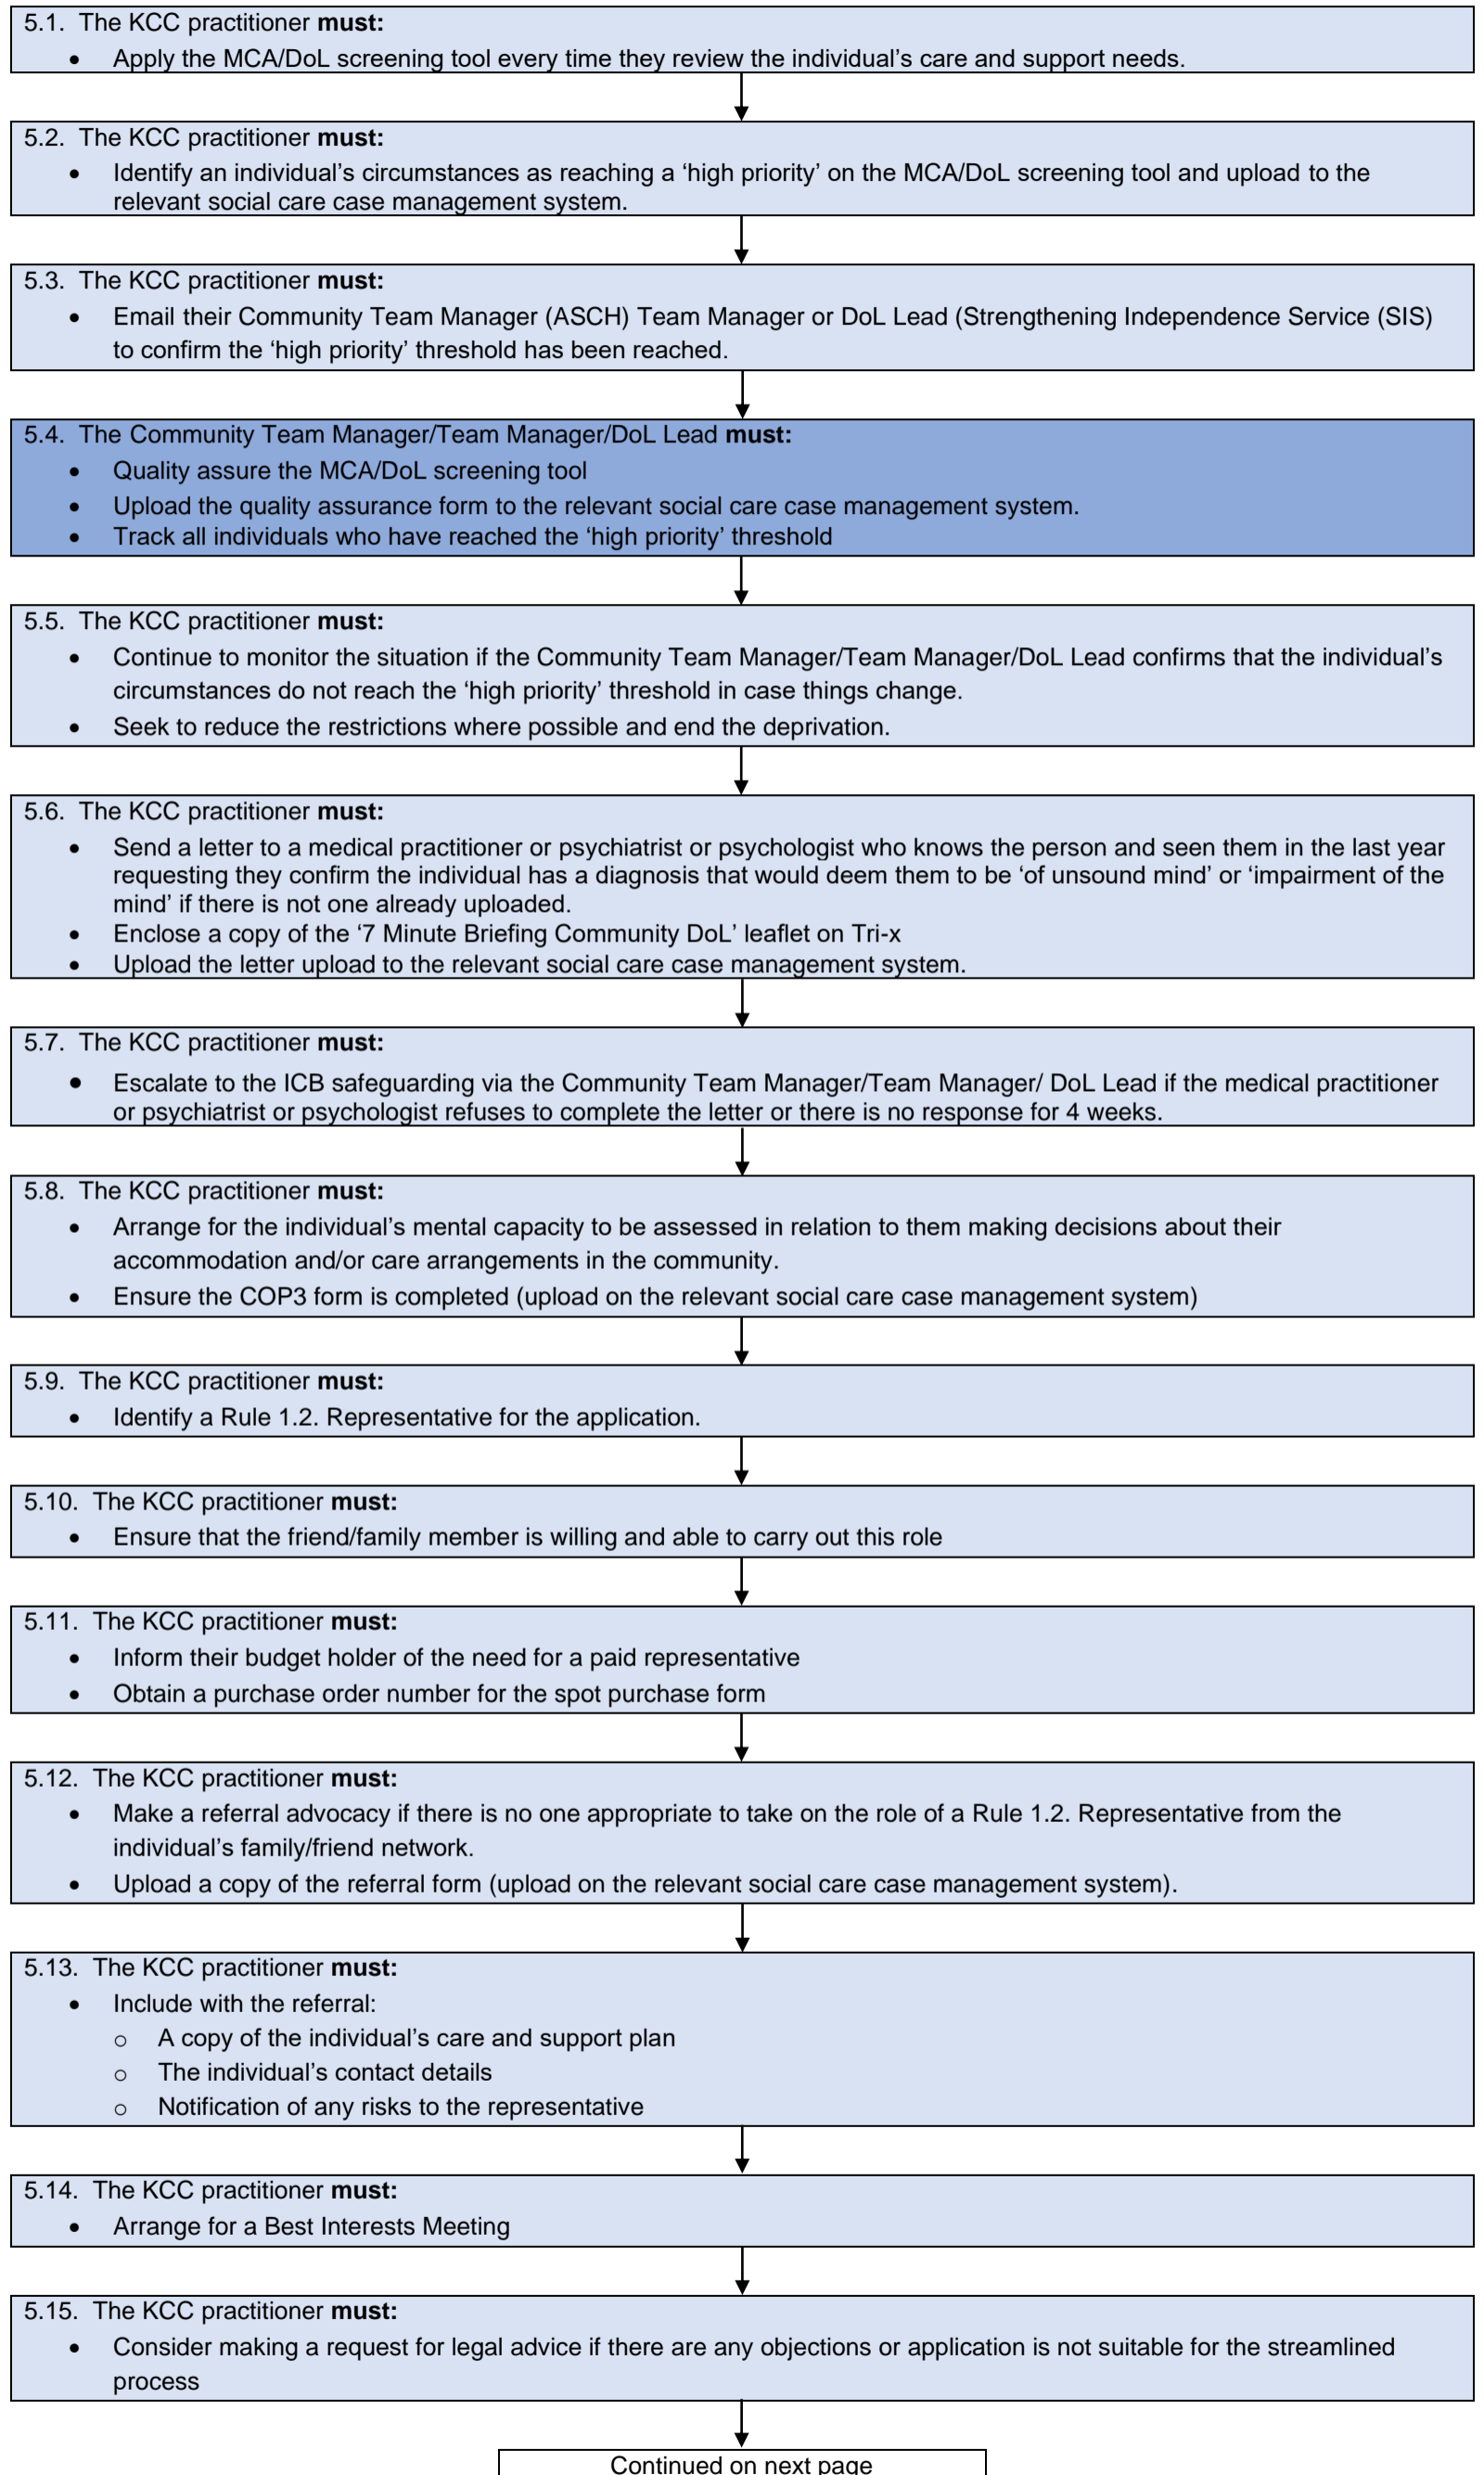 5.1. The KCC practitioner must:
• Apply the MCA/DoL screening tool every time they review the individual’s care and support needs.
5.2. The KCC practitioner must:
• Identify an individual’s circumstances as reaching a ‘high priority’ on the MCA/DoL screening tool and upload to the
relevant social care case management system.
5.3. The KCC practitioner must:
• Email their Community Team Manager (ASCH) Team Manager or DoL Lead (Strengthening Independence Service (SIS)
to confirm the ‘high priority’ threshold has been reached.
5.4. The Community Team Manager/Team Manager/DoL Lead must:
• Quality assure the MCA/DoL screening tool
• Upload the quality assurance form to the relevant social care case management system.
• Track all individuals who have reached the ‘high priority’ threshold
5.5. The KCC practitioner must:
• Continue to monitor the situation if the Community Team Manager/Team Manager/DoL Lead confirms that the individual’s
circumstances do not reach the ‘high priority’ threshold in case things change.
• Seek to reduce the restrictions where possible and end the deprivation.
5.6. The KCC practitioner must:
• Send a letter to a medical practitioner or psychiatrist or psychologist who knows the person and seen them in the last year
requesting they confirm the individual has a diagnosis that would deem them to be ‘of unsound mind’ or ‘impairment of the
mind’ if there is not one already uploaded.
• Enclose a copy of the ‘7 Minute Briefing Community DoL’ leaflet on Tri-x
• Upload the letter upload to the relevant social care case management system.
5.7. The KCC practitioner must:
• Escalate to the ICB safeguarding via the Community Team Manager/Team Manager/ DoL Lead if the medical practitioner
or psychiatrist or psychologist refuses to complete the letter or there is no response for 4 weeks.
5.8. The KCC practitioner must:
• Arrange for the individual’s mental capacity to be assessed in relation to them making decisions about their
accommodation and/or care arrangements in the community.
• Ensure the COP3 form is completed (upload on the relevant social care case management system)
5.9. The KCC practitioner must:
• Identify a Rule 1.2. Representative for the application.
5.10. The KCC practitioner must:
• Ensure that the friend/family member is willing and able to carry out this role
5.11. The KCC practitioner must:
• Inform their budget holder of the need for a paid representative
• Obtain a purchase order number for the spot purchase form
5.12. The KCC practitioner must:
• Make a referral advocacy if there is no one appropriate to take on the role of a Rule 1.2. Representative from the
individual’s family/friend network.
• Upload a copy of the referral form (upload on the relevant social care case management system).
5.13. The KCC practitioner must:
• Include with the referral:
o A copy of the individual’s care and support plan
o The individual’s contact details
o Notification of any risks to the representative
5.14. The KCC practitioner must:
• Arrange for a Best Interests Meeting
5.15. The KCC practitioner must:
• Consider making a request for legal advice if there are any objections or application is not suitable for the streamlined
process
Continued on next page